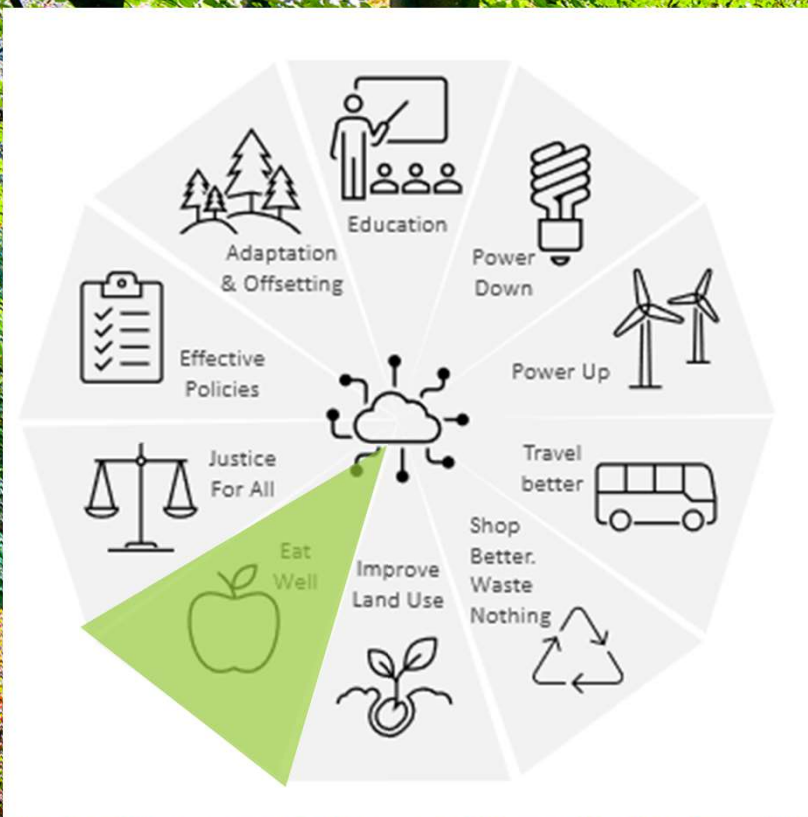 Education
Power
Down
Power Up
Travel
better
Shop
Better.
Waste
Nothing
Improve
Land Use
Eat
Well
Justice
For All
Effective
Policies
Adaptation
& Offsetting